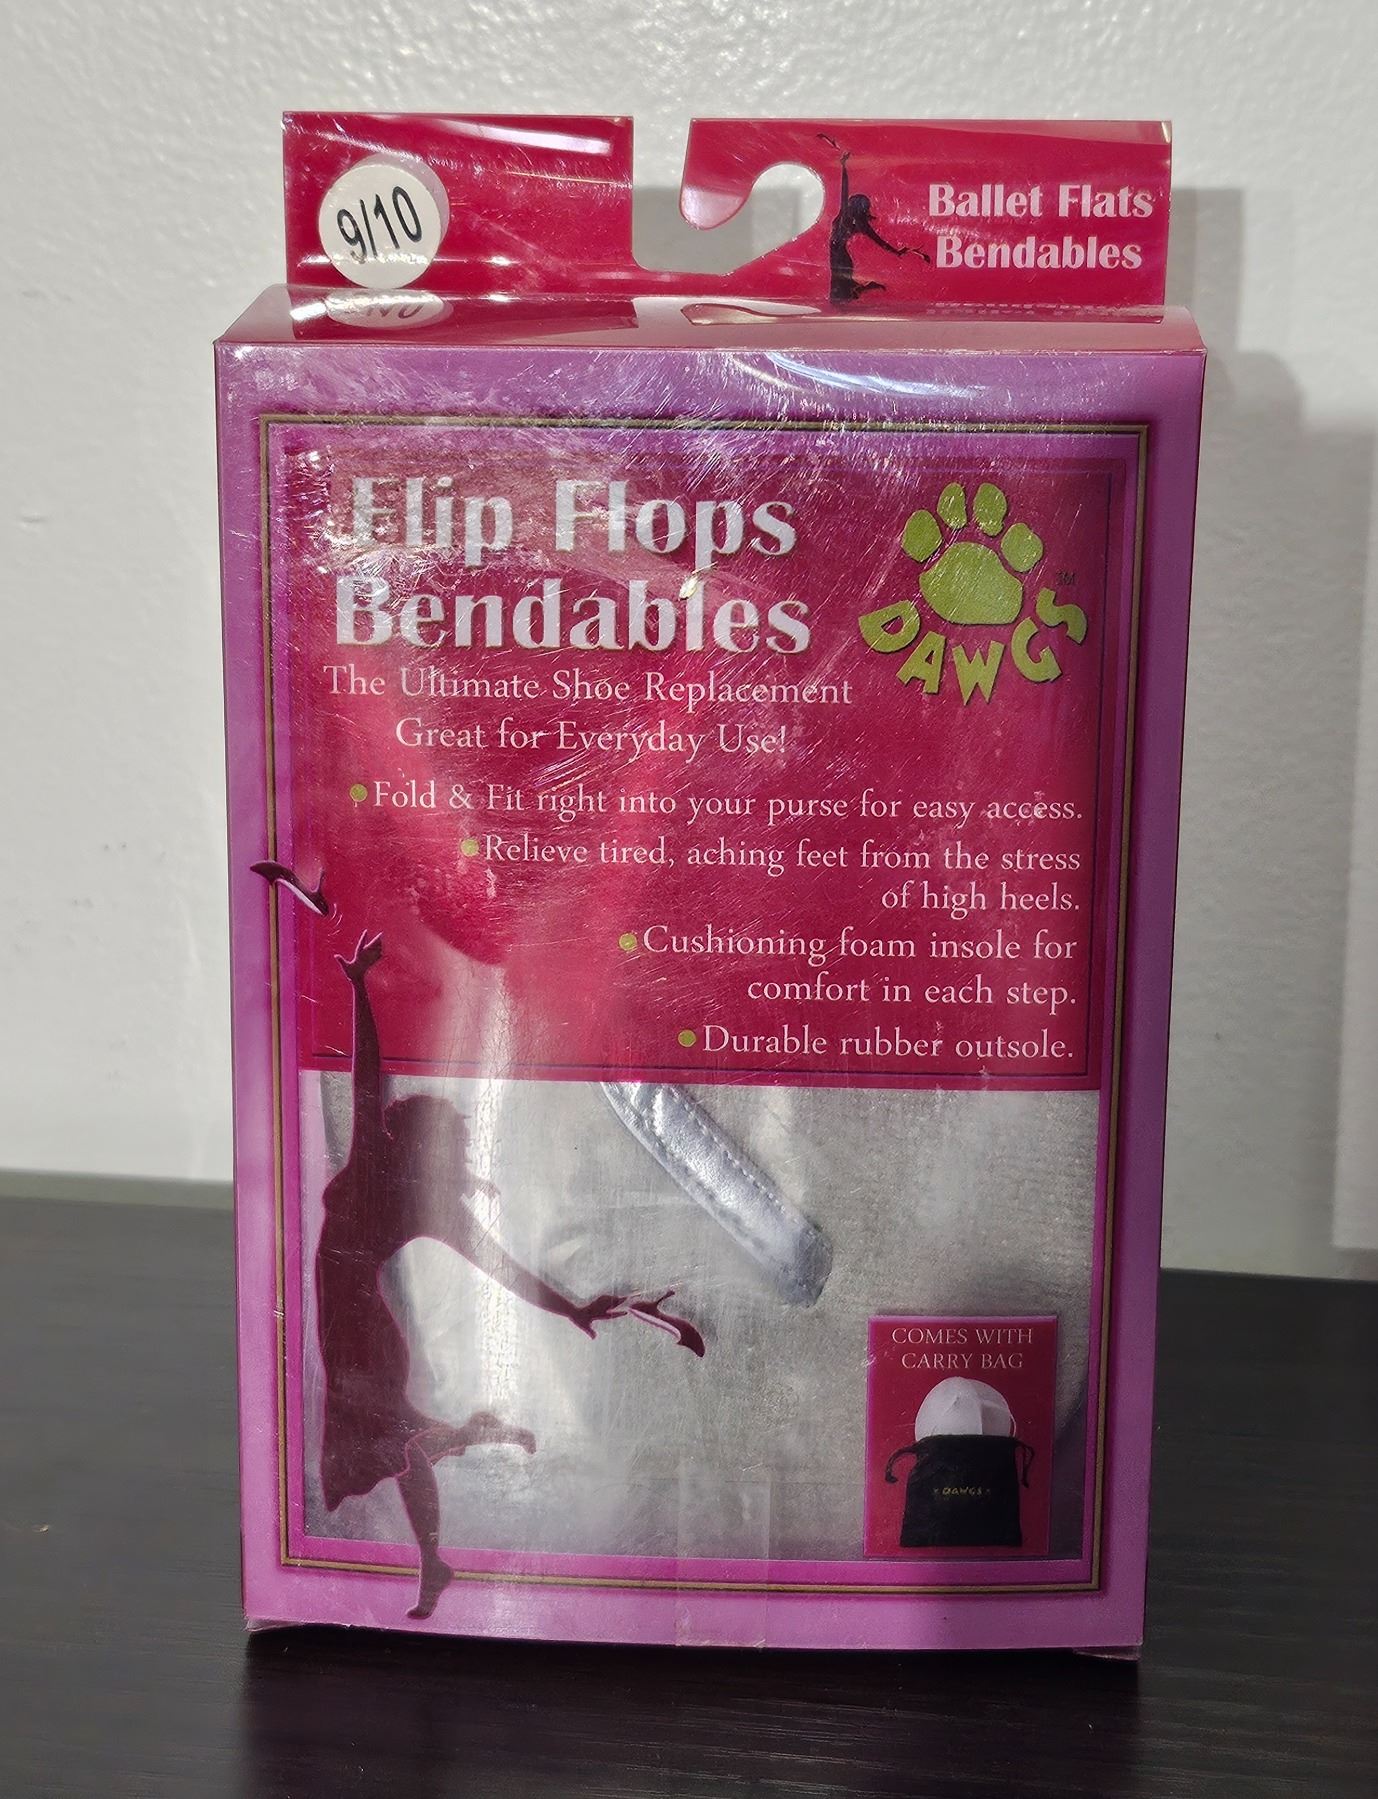 9/10
Ballet Flats
Bendables
Flip Flops
Bendables
DAWGS
TM
The Ultimate Shoe Replacement
Great for Everyday Use!
Fold & Fit right into your purse for easy access.
Relieve tired, aching feet from the stress
of high heels.
Cushioning foam insole for
comfort in each step.
Durable rubber outsole.
COMES WITH
CARRY BAG
DAWGS